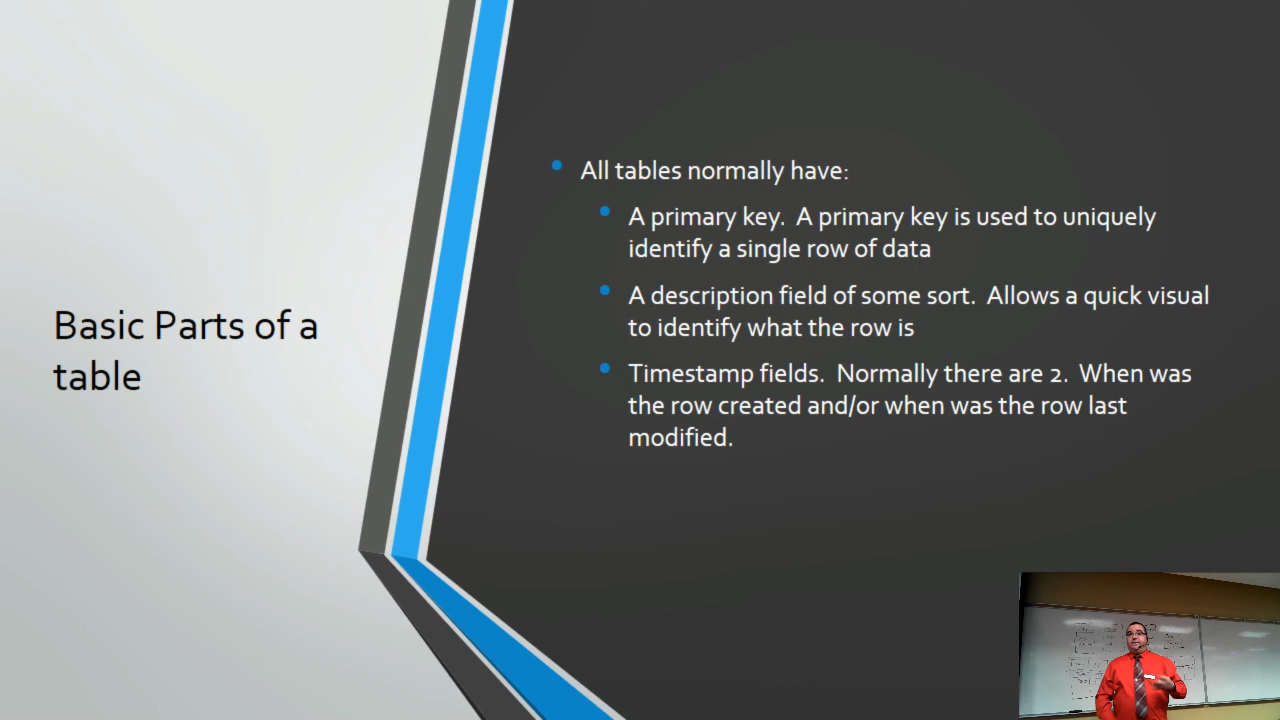 Basic Parts of a
table
All tables normally have:
A primary key.  A primary key is used to uniquely
identify a single row of data
A description field of some sort.  Allows a quick visual
to identify what the row is
Timestamp fields.  Normally there are 2.  When was
the row created and/or when was the row last
modified.